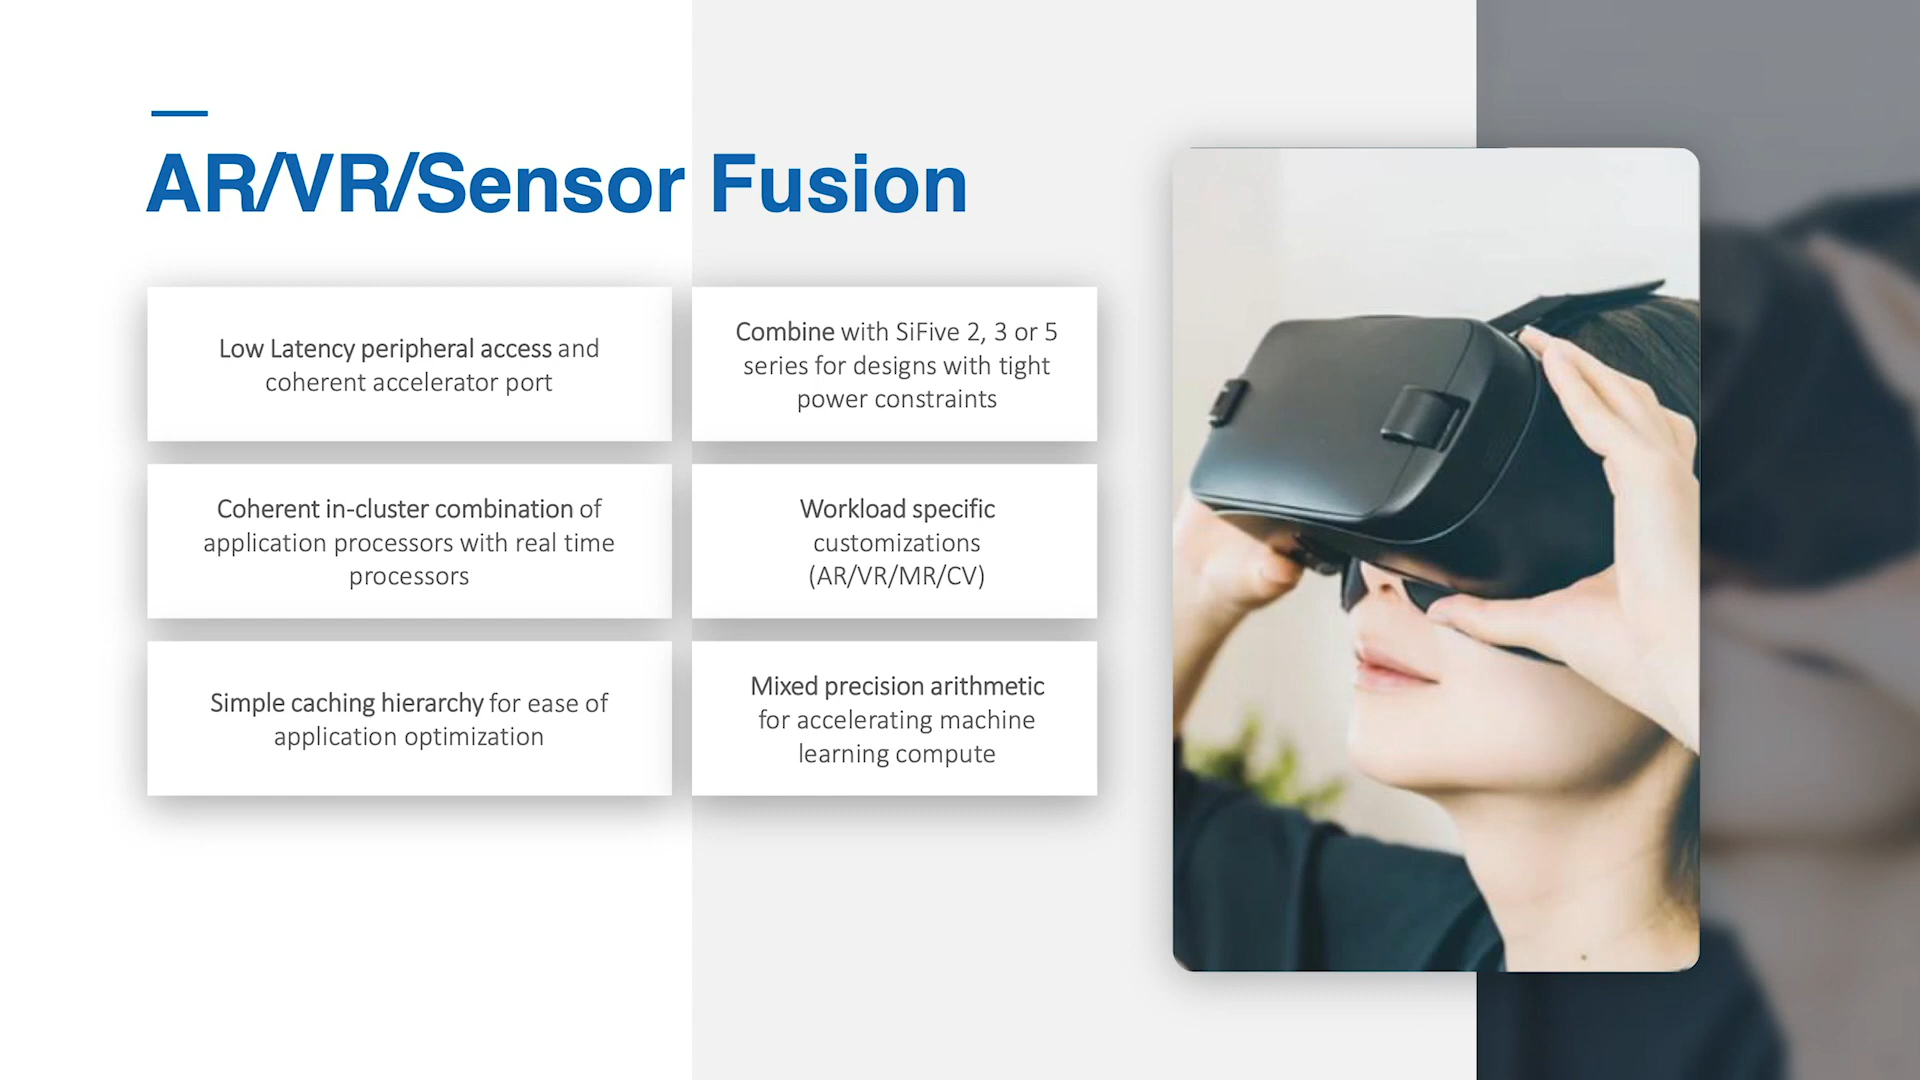 AR/VR/Sensor Fusion
Low Latency peripheral access and
coherent accelerator port
Combine with SiFive 2, 3 or 5
series for designs with tight
power constraints
Coherent in-cluster combination of
application processors with real time
processors
Workload specific
customizations
(AR/VR/MR/CV)
Simple caching hierarchy for ease of
application optimization
Mixed precision arithmetic
for accelerating machine
learning compute